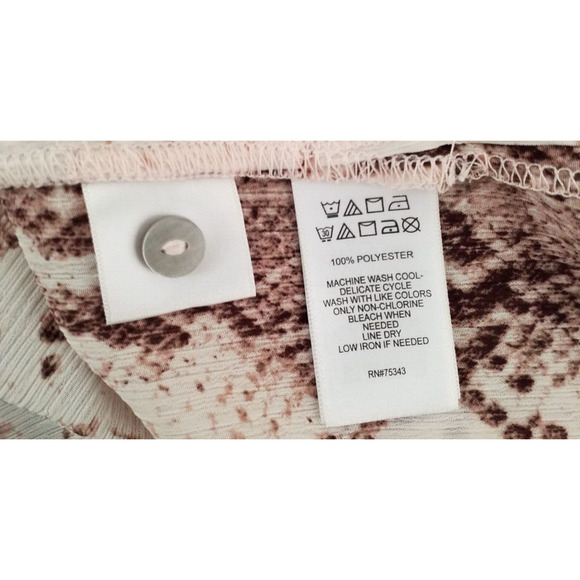 30
100% POLYESTER
MACHINE WASH COOL-
DELICATE CYCLE
WASH WITH LIKE COLORS
ONLY NON-CHLORINE
BLEACH WHEN
NEEDED
LINE DRY
LOW IRON IF NEEDED
RN#75343